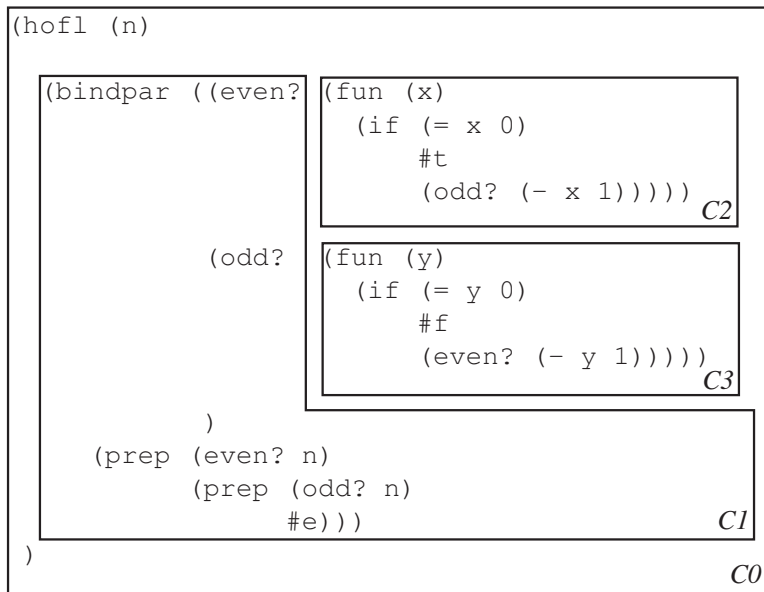 (hofl (n)
(bindpar ((even? (fun (x)
(if (= x 0)
#t
(odd? (- x 1)))))
C2
(odd? (fun (y)
(if (= y 0)
#f
(even? (- y 1)))))
C3
)
(prep (even? n)
(prep (odd? n)
#e)))
C1
)
C0